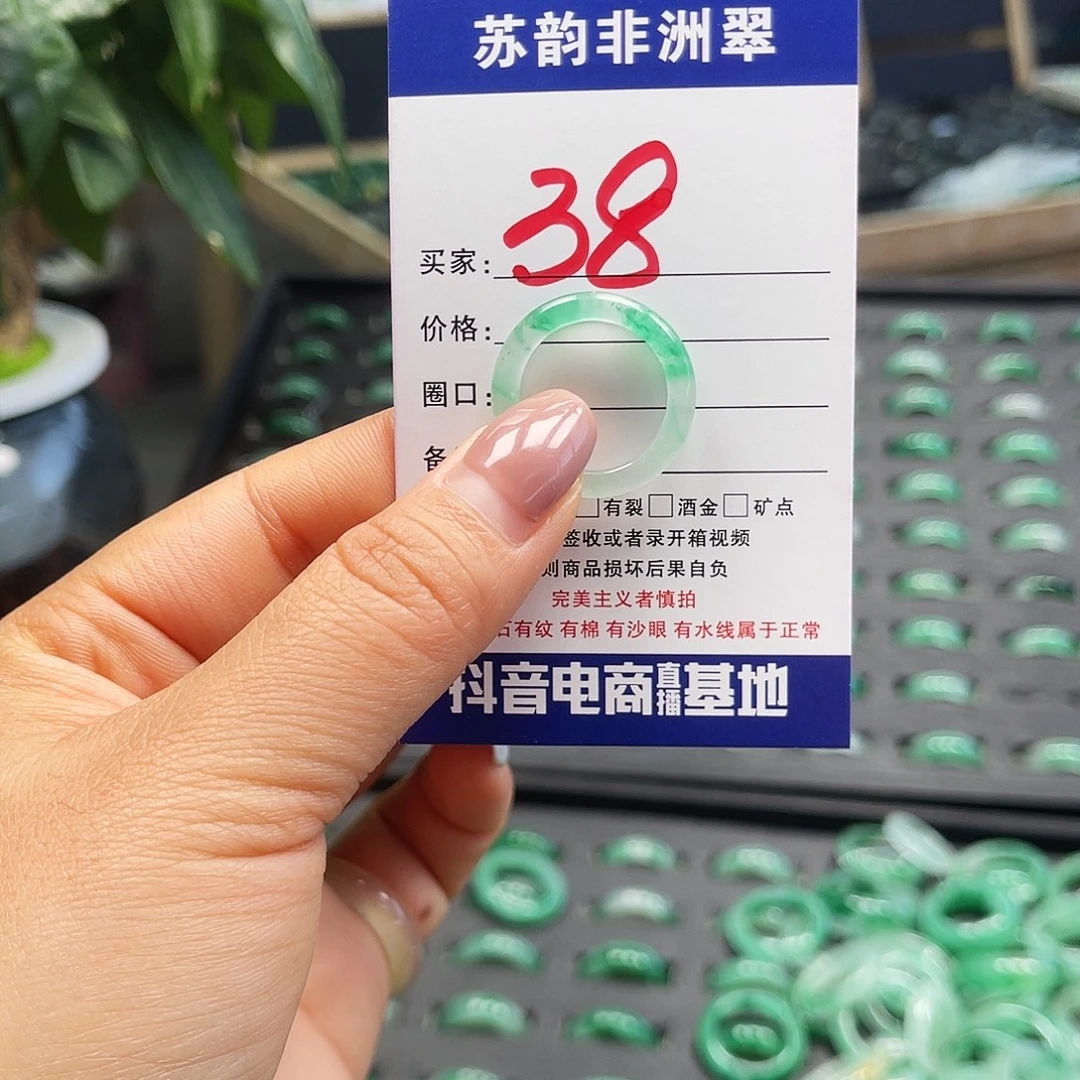 苏韵非洲翠
38
买家:
价格:
圈口:
备
有裂 酒金 矿点
签收或者录开箱视频
则商品损坏后果自负
完美主义者慎拍
石有纹 有棉 有沙眼 有水线属于正常
抖音电商直播基地